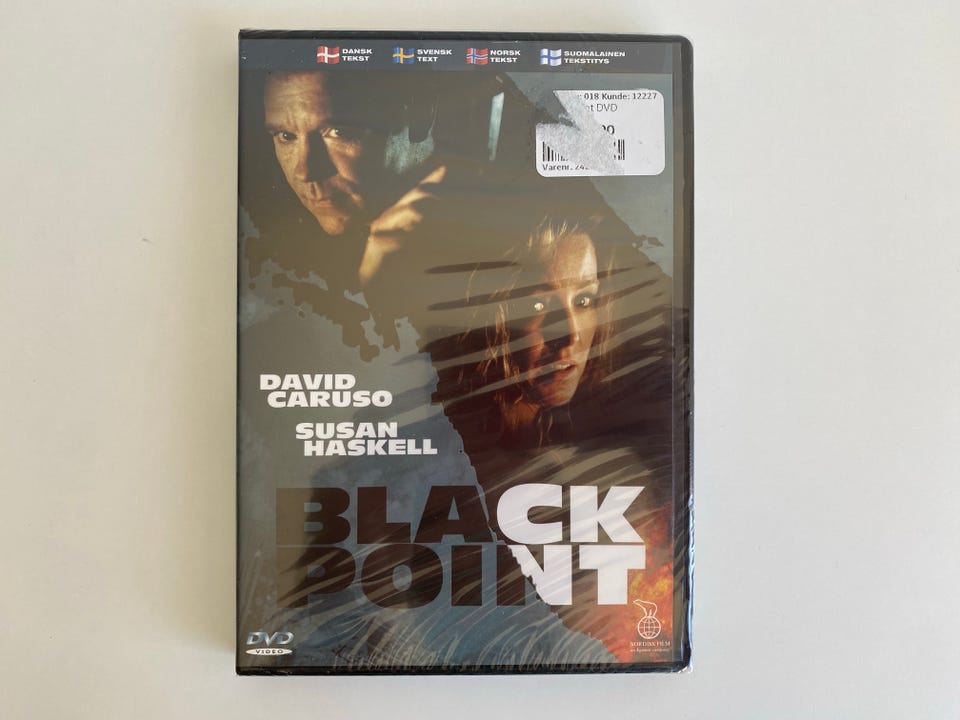 DANSK
TEKST
SVENSK
TEXT
NORSK
TEKST
SUOMALAINEN
TEKSTITYS
018 Kunde: 12227
DVD
Varenr.
DAVID
CARUSO
SUSAN
HASKELL
BLACK
POINT
DVD
VIDEO
NORDISK FILM